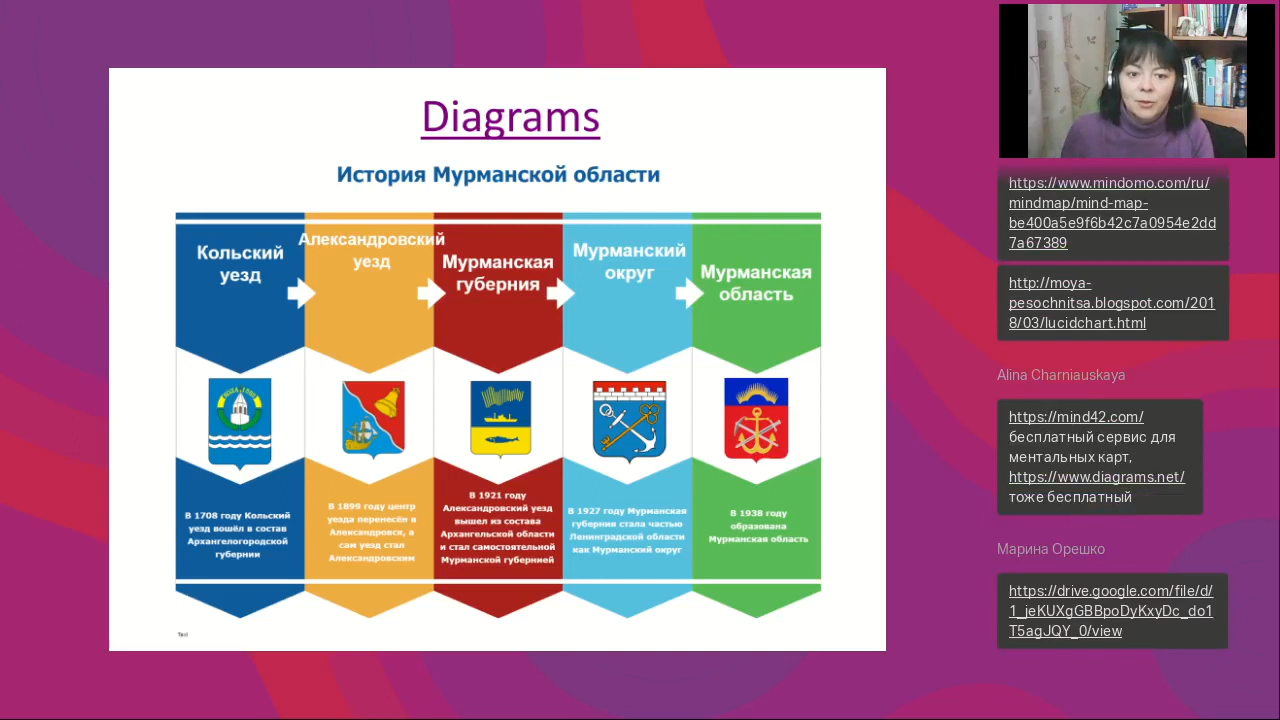 Diagrams
История Мурманской области
Кольский
уезд
Александровский
уезд
Мурманская
губерния
Мурманский
округ
Мурманская
область
В 1708 году Кольский
уезд вошёл в состав
Архангелогородской
губернии
В 1899 году центр
уезда перенесён в
Александровск, а
сам уезд стал
Александровским
В 1921 году
Александровский уезд
вышел из состава
Архангельской области
и стал самостоятельной
Мурманской губернией
В 1927 году Мурманская
губерния стала частью
Ленинградской области
как Мурманский округ
В 1938 году
образована
Мурманская область
Text
https://www.mindomo.com/ru/
mindmap/mind-map-
be400a5e9f6b42c7a0954e2dd
7a67389
http://moya-
pesochnitsa.blogspot.com/201
8/03/lucidchart.html
Alina Charniauskaya
https://mind42.com/
бесплатный сервис для
ментальных карт,
https://www.diagrams.net/
тоже бесплатный
Марина Орешко
https://drive.google.com/file/d/
1_jeKUXgGBBpoDyKxyDc_do1
T5agJQY_0/view